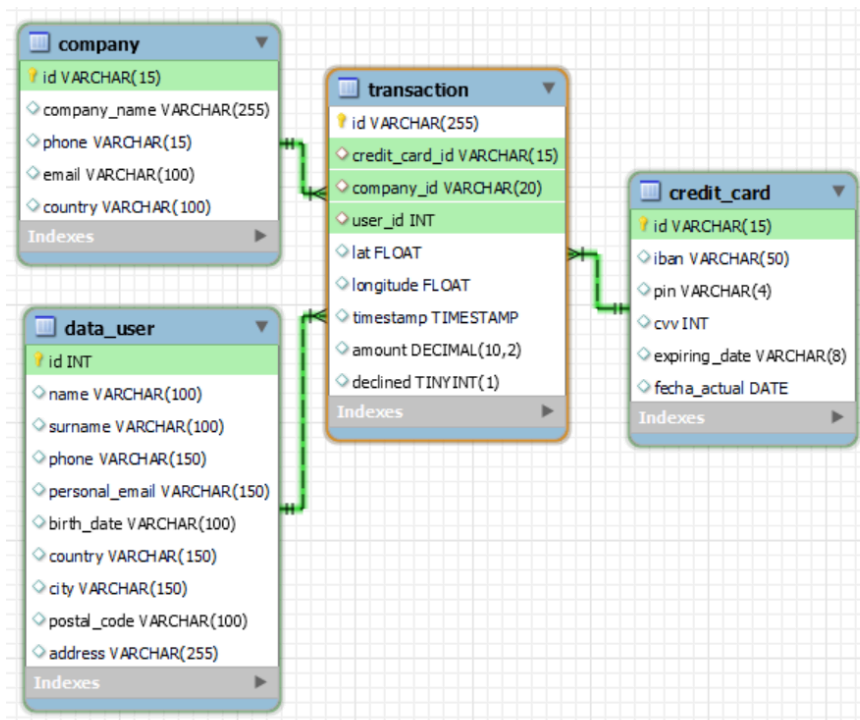 company
id VARCHAR(15)
company_name VARCHAR(255)
phone VARCHAR(15)
email VARCHAR(100)
country VARCHAR(100)
Indexes
data_user
id INT
name VARCHAR(100)
surname VARCHAR(100)
phone VARCHAR(150)
personal_email VARCHAR(150)
birth_date VARCHAR(100)
country VARCHAR(150)
city VARCHAR(150)
postal_code VARCHAR(100)
address VARCHAR(255)
Indexes
transaction
id VARCHAR(255)
credit_card_id VARCHAR(15)
company_id VARCHAR(20)
user_id INT
lat FLOAT
longitude FLOAT
timestamp TIMESTAMP
amount DECIMAL(10,2)
declined TINYINT(1)
Indexes
credit_card
id VARCHAR(15)
iban VARCHAR(50)
pin VARCHAR(4)
cvv INT
expiring_date VARCHAR(8)
fecha_actual DATE
Indexes